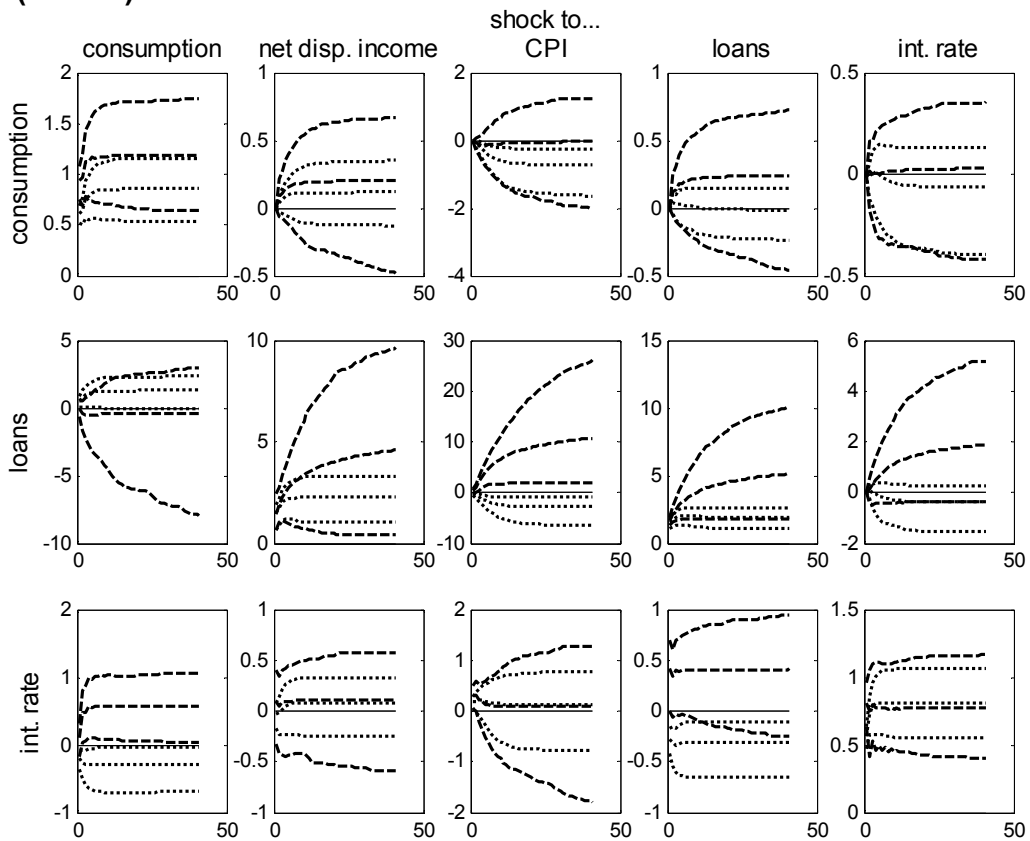 shock to...
consumption net disp. income CPI loans int. rate
consumption
2 1.5 1 0.5 0
1 0.5 0 -0.5
2 0 -2 -4
1 0.5 0 -0.5
0.5 0 -0.5
0 50 0 50 0 50 0 50 0 50
loans
5 0 -5 -10
10 5 0
30 20 10 0 -10
15 10 5 0
6 4 2 0 -2
0 50 0 50 0 50 0 50 0 50
int. rate
2 1 0 -1
1 0.5 0 -0.5 -1
2 1 0 -1 -2
1 0.5 0 -0.5 -1
1.5 1 0.5 0
0 50 0 50 0 50 0 50 0 50